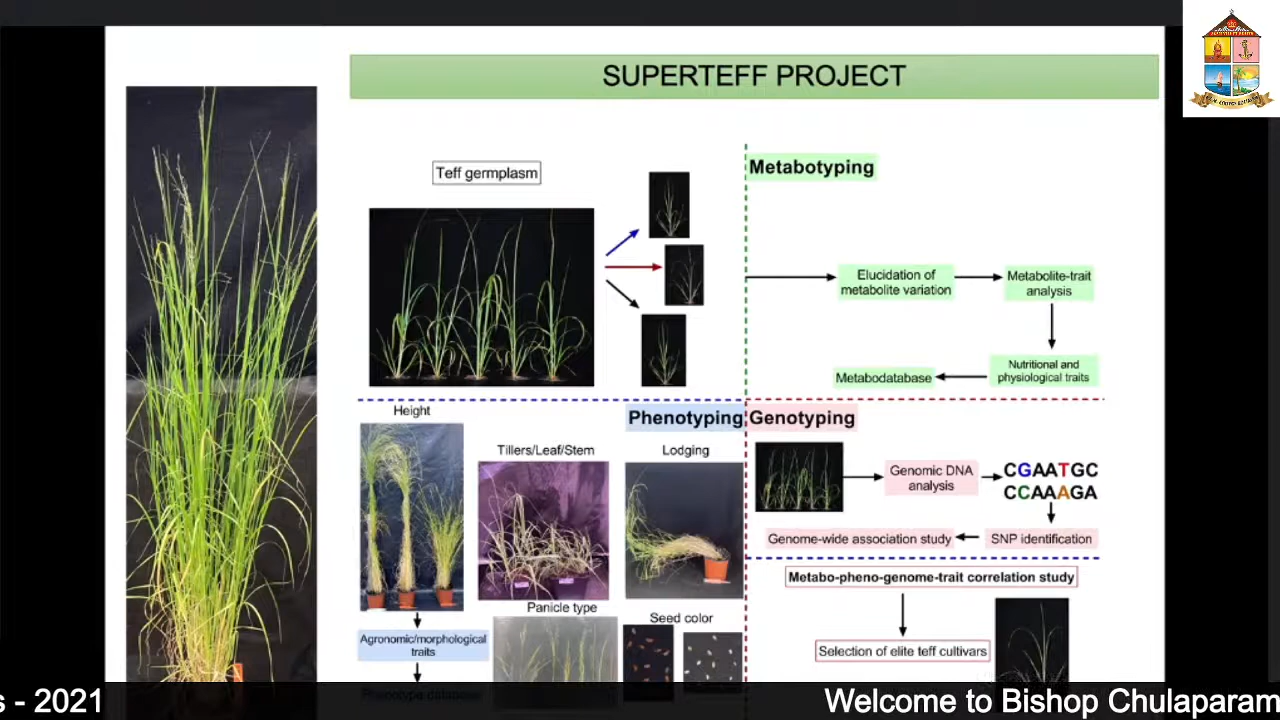 SUPERTEFF PROJECT
Teff germplasm
Metabotyping
Elucidation of
metabolite variation
Metabolite-trait
analysis
Nutritional and
physiological traits
Metabodatabase
Phenotyping
Height
Tillers/Leaf/Stem
Lodging
Panicle type
Seed color
Agronomic/morphological
traits
Phenotype database
Genotyping
Genomic DNA
analysis
CGAATGC
CCAAAGA
SNP identification
Genome-wide association study
Metabo-pheno-genome-trait correlation study
Selection of elite teff cultivars
s - 2021
Welcome to Bishop Chulaparam